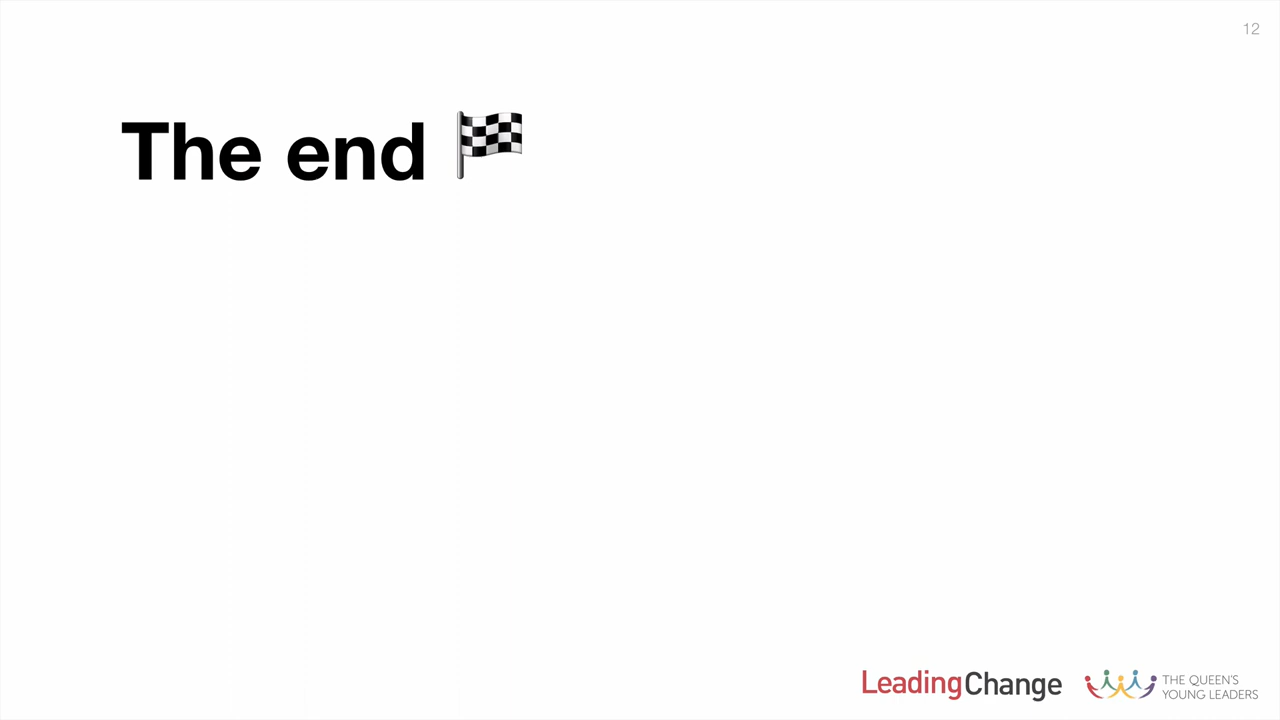 12
The end 🏁
LeadingChange
THE QUEEN'S
YOUNG LEADERS